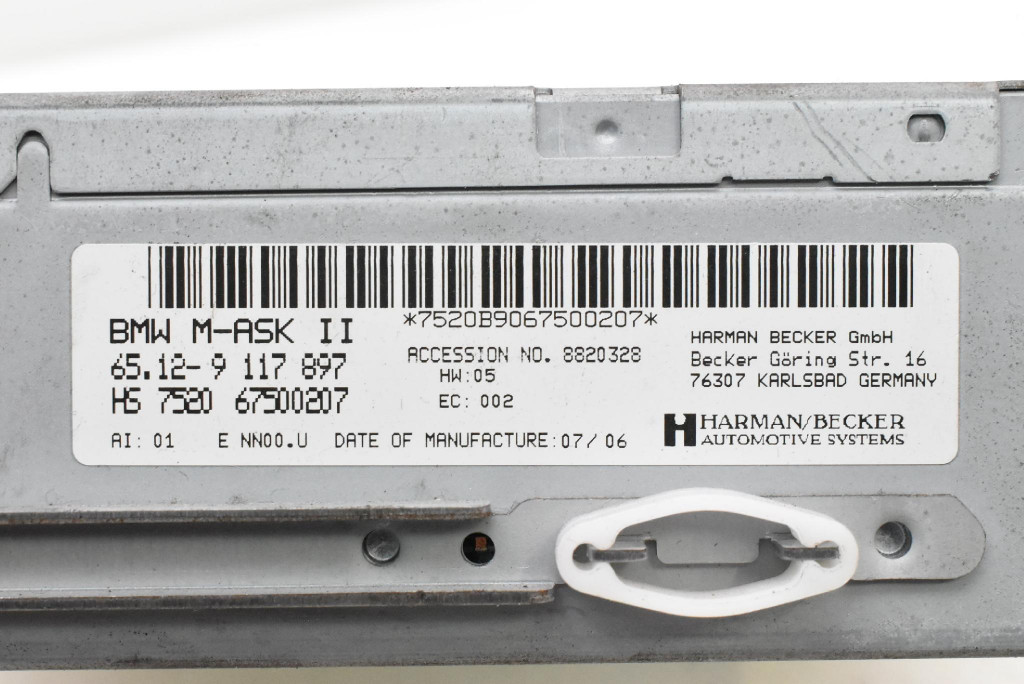 *7520B9067500207*
BMW M-ASK II
65.12-9 117 897
HS 7520 67500207
ACCESSION NO. 8820328
HW:05
EC: 002
AI: 01 E NN00.U DATE OF MANUFACTURE:07/06
HARMAN BECKER GmbH
Becker Göring Str. 16
76307 KARLSBAD GERMANY
HARMAN/BECKER
AUTOMOTIVE SYSTEMS